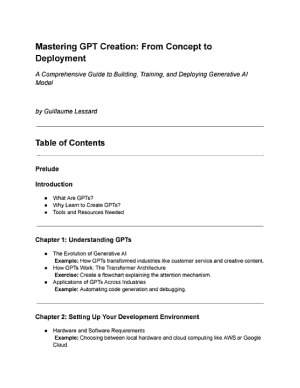 Mastering GPT Creation: From Concept to
Deployment
A Comprehensive Guide to Building, Training, and Deploying Generative AI
Model
by Guillaume Lessard
Table of Contents
Prelude
Introduction
● What Are GPTs?
● Why Learn to Create GPTs?
● Tools and Resources Needed
Chapter 1: Understanding GPTs
● The Evolution of Generative AI
Example: How GPTs transformed industries like customer service and creative content.
● How GPTs Work: The Transformer Architecture
Exercise: Create a flowchart explaining the attention mechanism.
● Applications of GPTs Across Industries
Example: Automating code generation and debugging.
Chapter 2: Setting Up Your Development Environment
● Hardware and Software Requirements
Example: Choosing between local hardware and cloud computing like AWS or Google
Cloud.